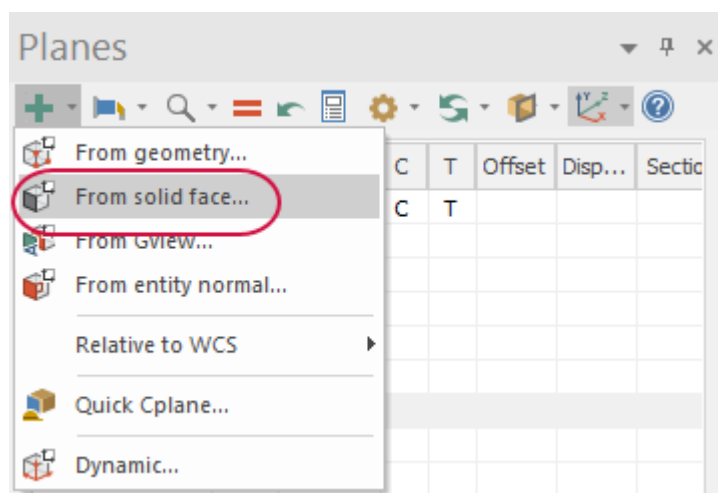 Planes
From geometry...
C T Offset Disp... Sectio
From solid face...
C T
From Gview...
From entity normal...
Relative to WCS
Quick Cplane...
Dynamic...